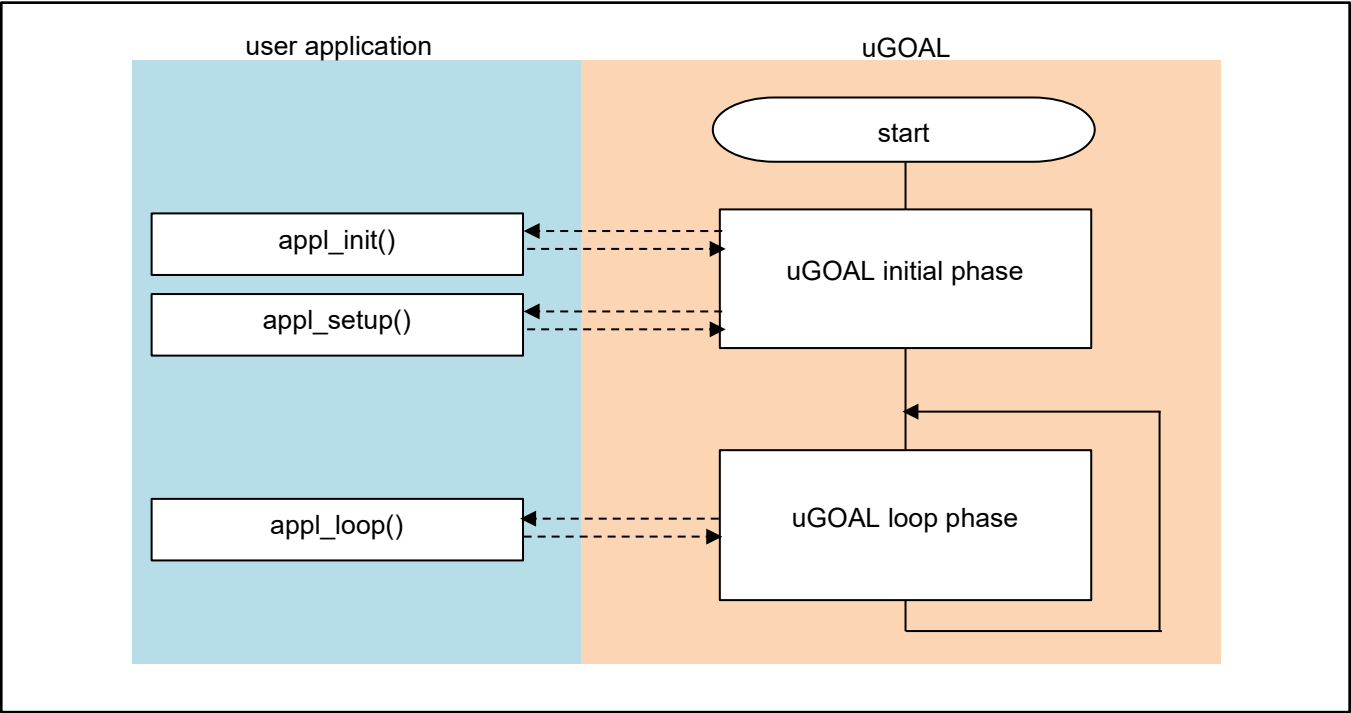 user application
uGOAL
start
appl_init()
uGOAL initial phase
appl_setup()
appl_loop()
uGOAL loop phase